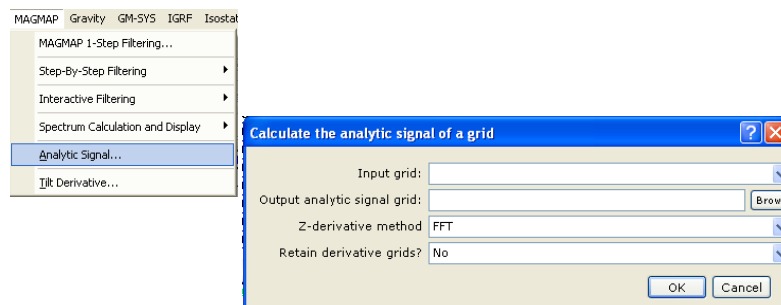 MAGMAP Gravity GM-SYS IGRF Isostat
MAGMAP 1-Step Filtering...
Step-By-Step Filtering
Interactive Filtering
Spectrum Calculation and Display
Analytic Signal...
Tilt Derivative...
Calculate the analytic signal of a grid
Input grid:
Output analytic signal grid:
Brow
Z-derivative method FFT
Retain derivative grids? No
OK Cancel